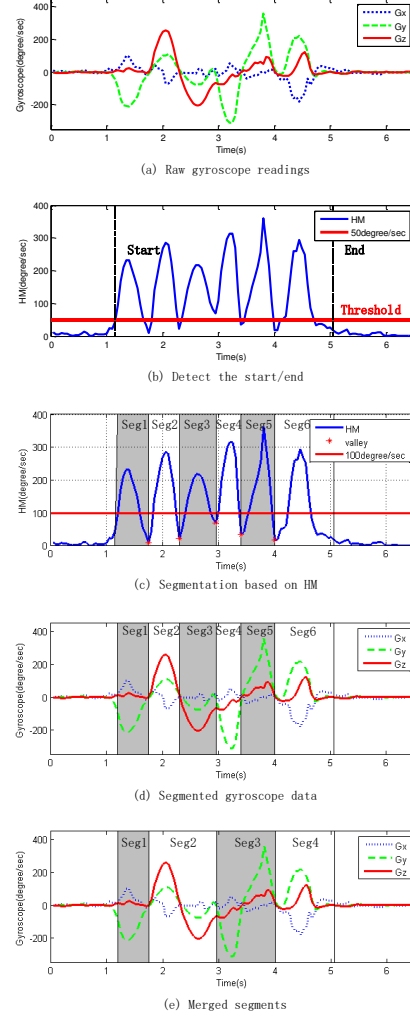 400
200
0
-200
Gyroscope(degree/sec)
Gx
Gy
Gz
0 1 2 3 4 5 6
Time(s)
(a) Raw gyroscope readings
400
300
200
100
0
HM(degree/sec)
HM
50degree/sec
Start
End
Threshold
0 1 2 3 4 5 6
Time(s)
(b) Detect the start/end
400
300
200
100
0
HM(degree/sec)
Seg1 Seg2 Seg3 Seg4 Seg5 Seg6
HM
valley
100degree/sec
0 1 2 3 4 5 6
Time(s)
(c) Segmentation based on HM
400
200
0
-200
Gyroscope(degree/sec)
Seg1 Seg2 Seg3 Seg4 Seg5 Seg6
Gx
Gy
Gz
0 1 2 3 4 5 6
Time(s)
(d) Segmented gyroscope data
400
200
0
-200
Gyroscope(degree/sec)
Seg1 Seg2 Seg3 Seg4
Gx
Gy
Gz
0 1 2 3 4 5 6
Time(s)
(e) Merged segments